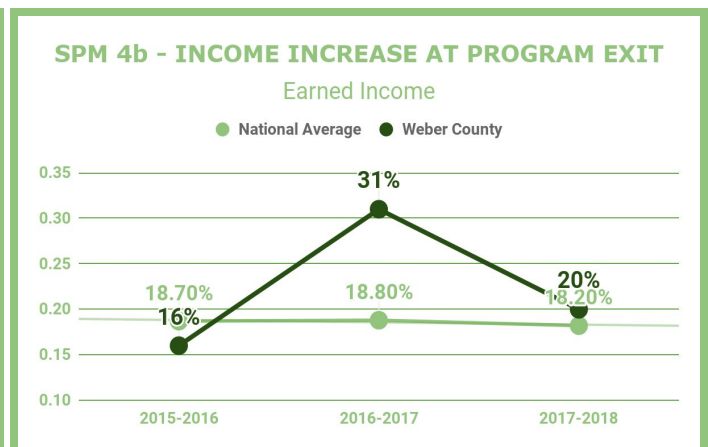 SPM 4b - INCOME INCREASE AT PROGRAM EXIT
Earned Income
National Average Weber County
0.35
31%
0.30
0.25
20%
18.70% 18.80% 18.20%
0.20
16%
0.15
0.10
2015-2016 2016-2017 2017-2018